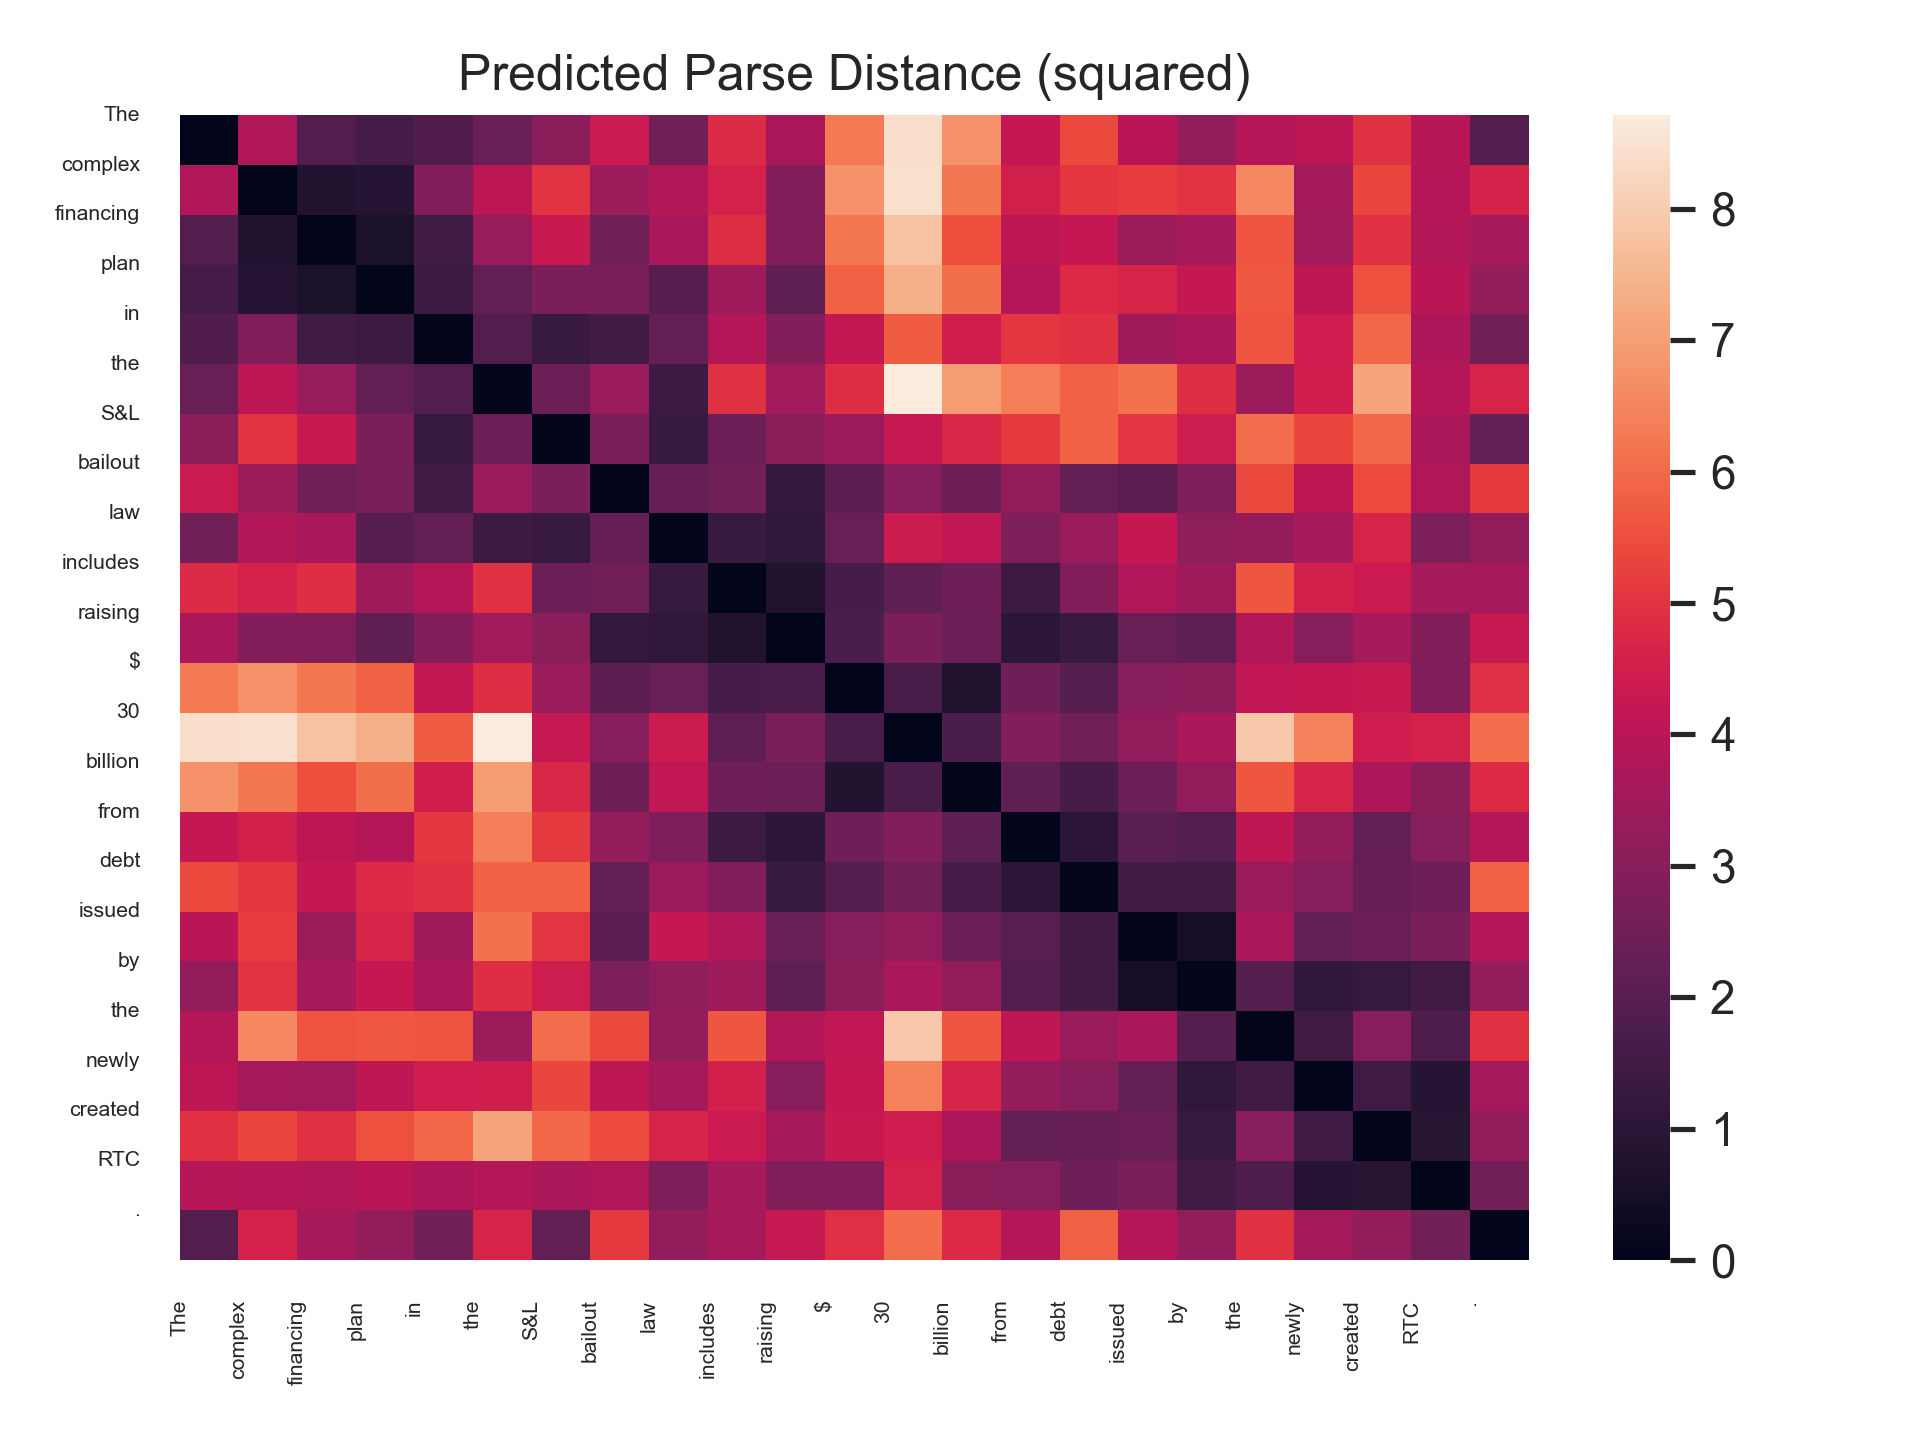 Predicted Parse Distance (squared)
The
complex
financing
plan
in
the
S&L
bailout
law
includes
raising
$
30
billion
from
debt
issued
by
the
newly
created
RTC
.
The
complex
financing
plan
in
the
S&L
bailout
law
includes
raising
$
30
billion
from
debt
issued
by
the
newly
created
RTC
.
8
7
6
5
4
3
2
1
0